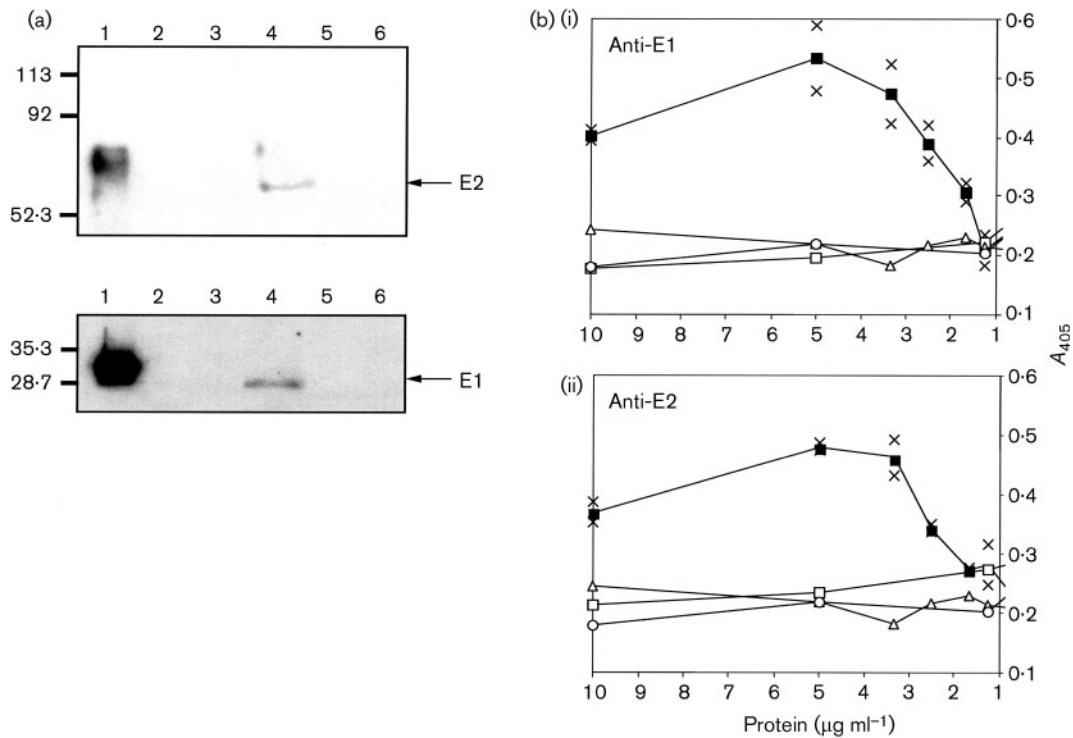 (a)
1 2 3 4 5 6
113
92
52·3
E2
1 2 3 4 5 6
35·3
28·7
E1
(b) (i)
Anti-E1
0·6
0·5
0·4
0·3
0·2
0·1
10 9 8 7 6 5 4 3 2 1
A405
(ii)
Anti-E2
0·6
0·5
0·4
0·3
0·2
0·1
10 9 8 7 6 5 4 3 2 1
Protein (μg ml⁻¹)